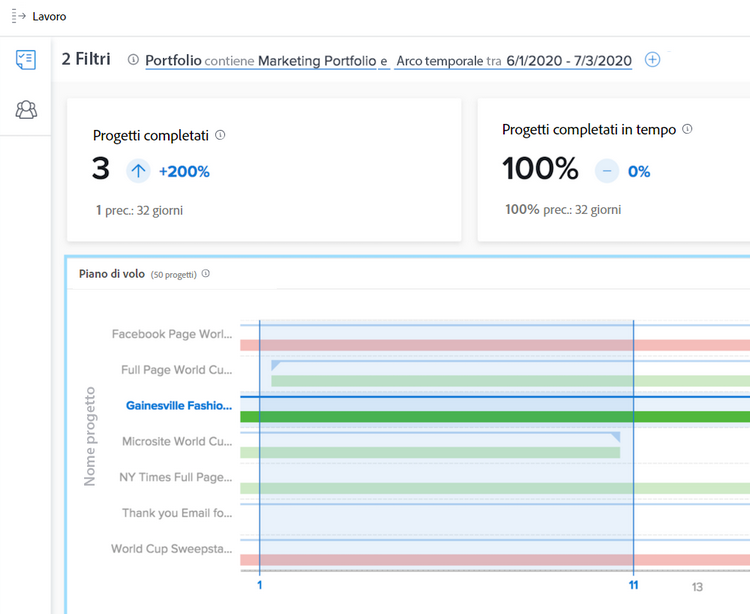 Lavoro
2 Filtri Portfolio contiene Marketing Portfolio e Arco temporale tra 6/1/2020 - 7/3/2020
Progetti completati
3 +200%
1 prec.: 32 giorni
Progetti completati in tempo
100% 0%
100% prec.: 32 giorni
Piano di volo (50 progetti)
Nome progetto
Facebook Page Worl...
Full Page World Cu...
Gainesville Fashio...
Microsite World Cu...
NY Times Full Page...
Thank you Email fo...
World Cup Sweepsta...
1 11 13